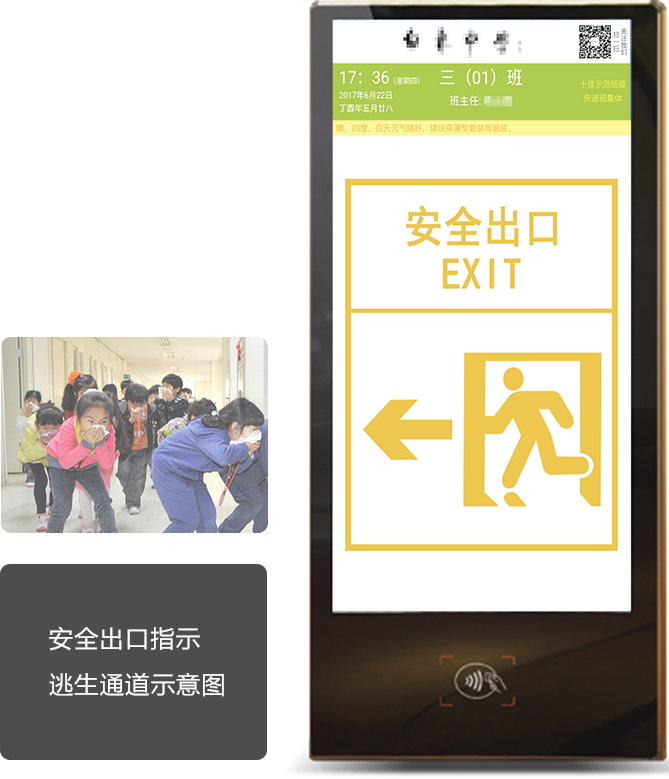 关注我们
扫一扫
17：36（星期四）
三（01）班
2017年6月22日
丁酉年五月廿八
班主任:
十佳示范班级
先进班集体
晴，23度，白天天气晴好，建议穿薄型套装等服装。
安全出口
EXIT
安全出口指示
逃生通道示意图